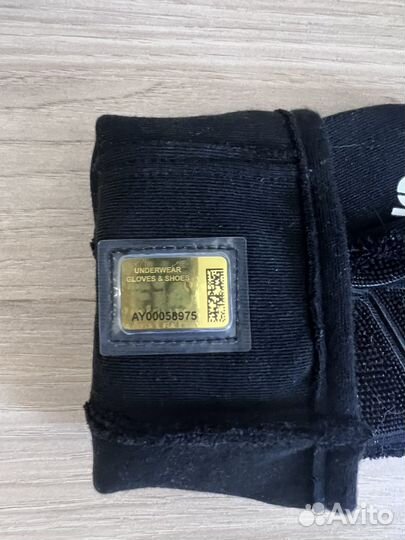 UNDERWEAR
GLOVES & SHOES
AY00058975
Avito